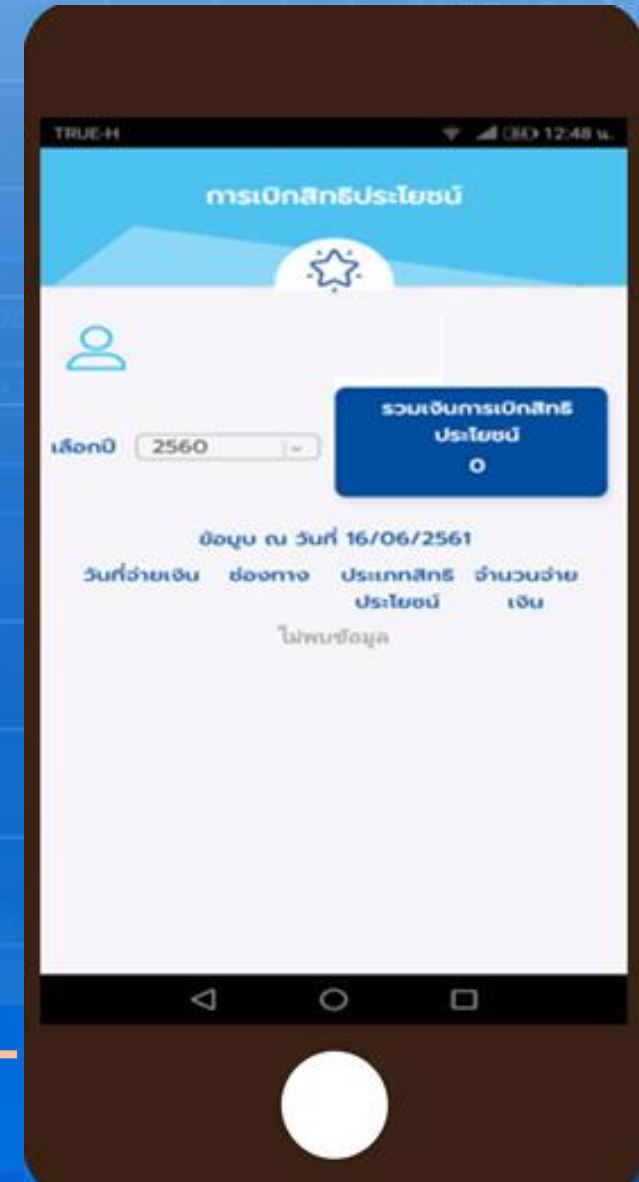 TRUE-H 12:48 น.
การเบิกสิทธิประโยชน์
รวมเงินการเบิกสิทธิ
ประโยชน์
0
เลือกปี 2560
ข้อมูบ ณ วันที่ 16/06/2561
วันที่จ่ายเงิน ช่องทาง ประเภทสิทธิ จำนวนจ่าย
ประโยชน์ เงิน
ไม่พบข้อมูล